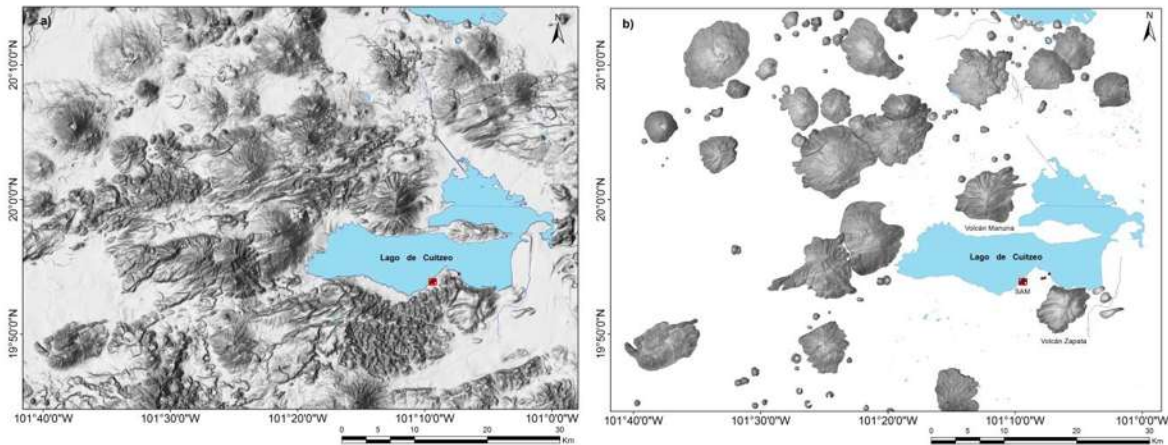 a)
N
20°10'0"N
20°0'0"N
19°50'0"N
Lago de Cuitzeo
101°40'0"W
101°30'0"W
101°20'0"W
101°10'0"W
101°0'0"W
0 5 10 20 30
Km
b)
N
20°10'0"N
20°0'0"N
19°50'0"N
Volcán Manuna
Lago de Cuitzeo
SAM
Volcán Zapata
101°40'0"W
101°30'0"W
101°20'0"W
101°10'0"W
101°0'0"W
0 5 10 20 30
Km